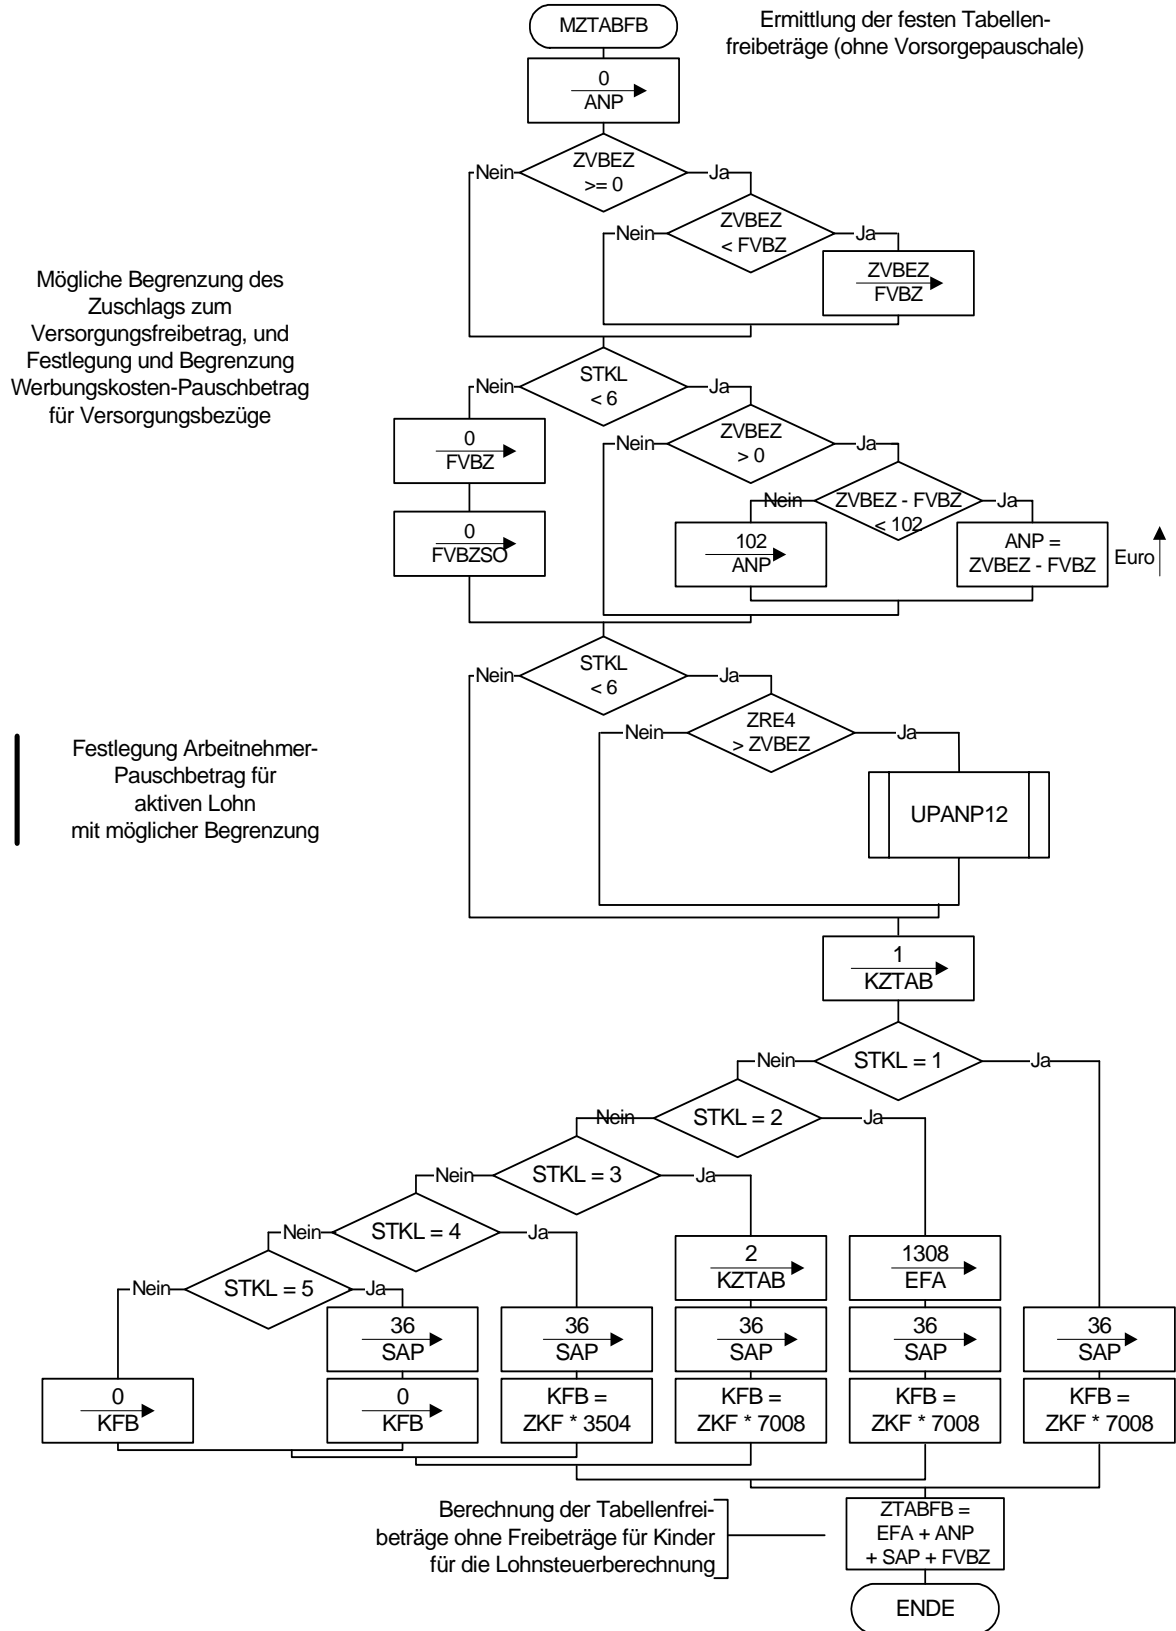 MZTABFB
Ermittlung der festen Tabellen-
freibeträge (ohne Vorsorgepauschale)
0
ANP
Nein
ZVBEZ
>= 0
Ja
Nein
ZVBEZ
< FVBZ
Ja
ZVBEZ
FVBZ
Mögliche Begrenzung des
Zuschlags zum
Versorgungsfreibetrag, und
Festlegung und Begrenzung
Werbungskosten-Pauschbetrag
für Versorgungsbezüge
Nein
STKL
< 6
Ja
0
FVBZ
Nein
ZVBEZ
> 0
Ja
0
FVBZSO
Nein
ZVBEZ - FVBZ
< 102
Ja
102
ANP
ANP =
ZVBEZ - FVBZ
Euro
Nein
STKL
< 6
Ja
Nein
ZRE4
> ZVBEZ
Ja
Festlegung Arbeitnehmer-
Pauschbetrag für
aktiven Lohn
mit möglicher Begrenzung
UPANP12
1
KZTAB
Nein
STKL = 1
Ja
Nein
STKL = 2
Ja
Nein
STKL = 3
Ja
Nein
STKL = 4
Ja
Nein
STKL = 5
Ja
2
KZTAB
1308
EFA
36
SAP
36
SAP
36
SAP
36
SAP
36
SAP
0
KFB
0
KFB
KFB =
ZKF * 3504
KFB =
ZKF * 7008
KFB =
ZKF * 7008
KFB =
ZKF * 7008
Berechnung der Tabellenfrei-
beträge ohne Freibeträge für Kinder
für die Lohnsteuerberechnung
ZTABFB =
EFA + ANP
+ SAP + FVBZ
ENDE